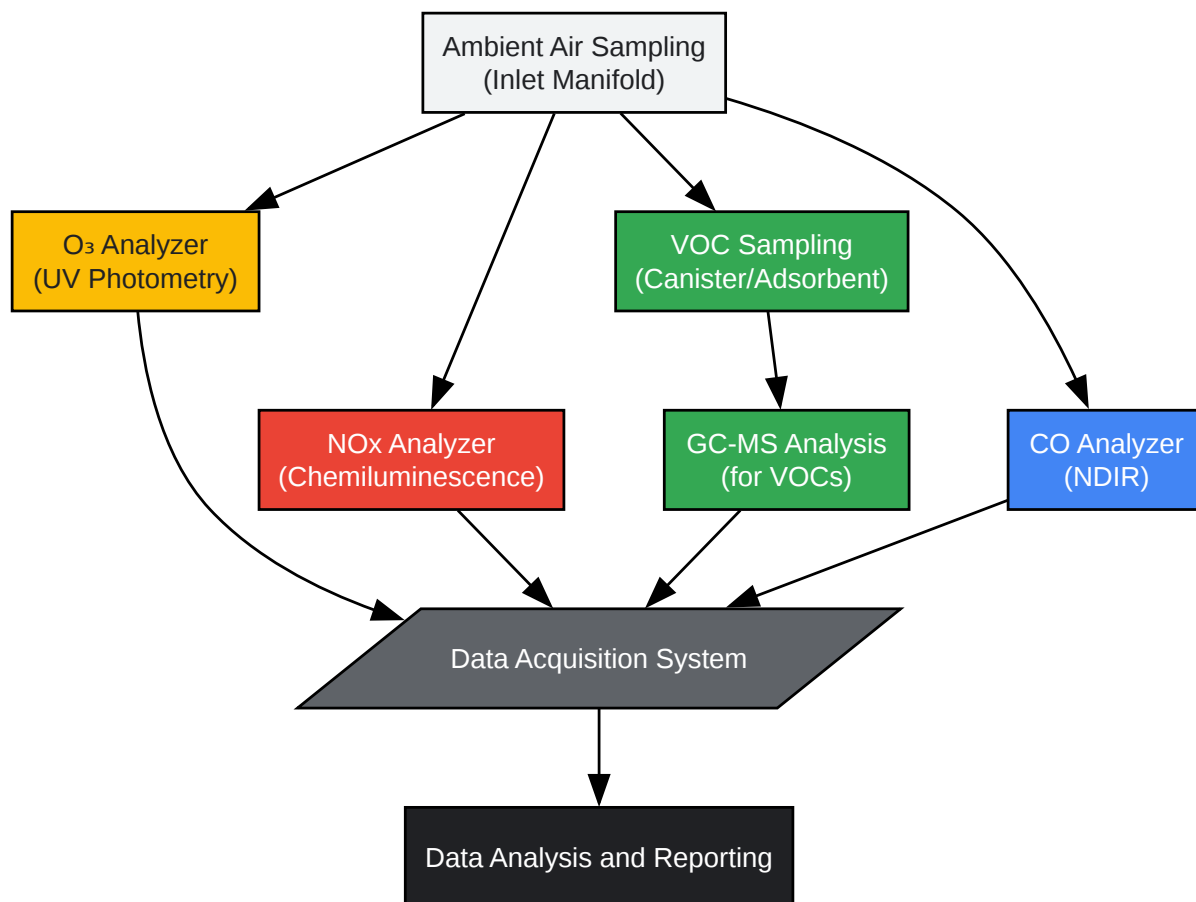 Ambient Air Sampling
(Inlet Manifold)
O₃ Analyzer
(UV Photometry)
VOC Sampling
(Canister/Adsorbent)
NOx Analyzer
(Chemiluminescence)
GC-MS Analysis
(for VOCs)
CO Analyzer
(NDIR)
Data Acquisition System
Data Analysis and Reporting